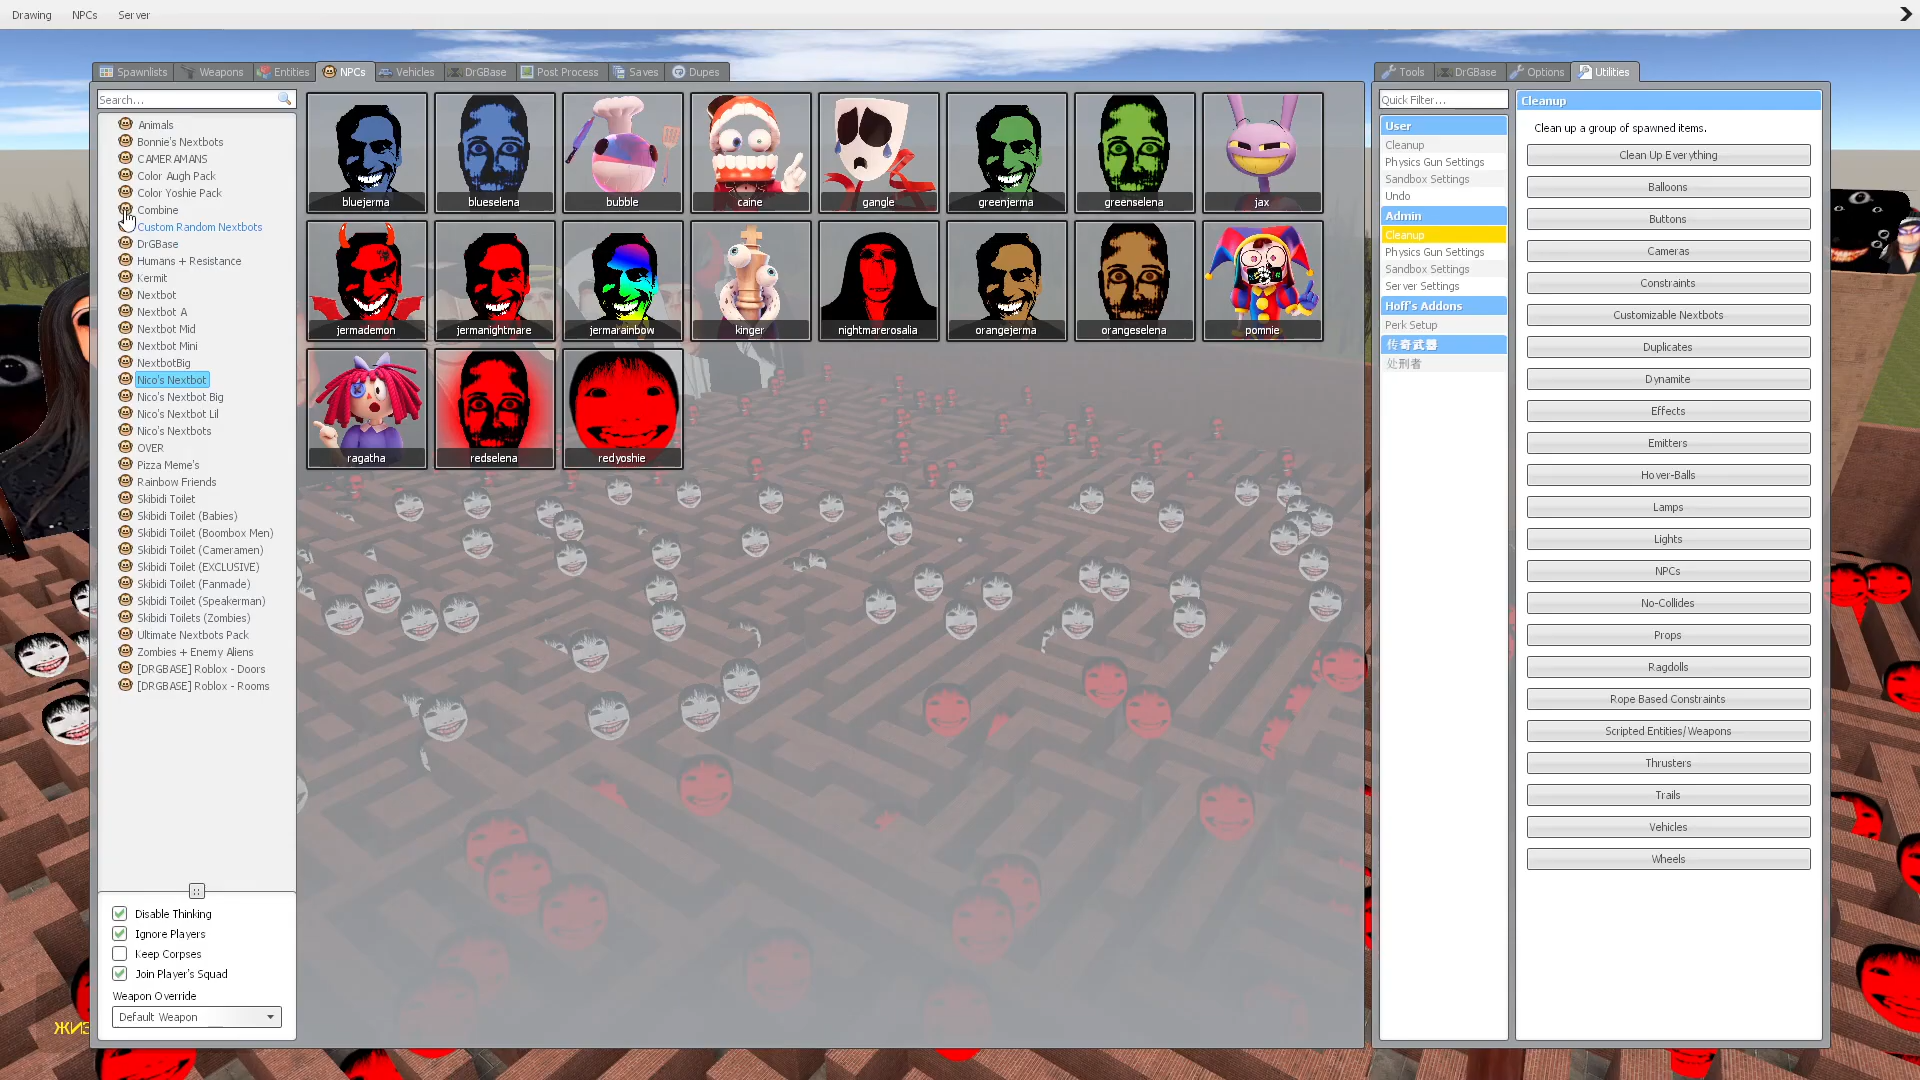 Drawing NPCs Server
Spawnlists Weapons Entities NPCs Vehicles DrGBase Post Process Saves Dupes
Search...
Animals
Bonnie's Nextbots
CAMERAMANS
Color Augh Pack
Color Yoshie Pack
Combine
Custom Random Nextbots
DrGBase
Humans + Resistance
Kermit
Nextbot
Nextbot A
Nextbot Mid
Nextbot Mini
NextbotBig
Nico's Nextbot
Nico's Nextbot Big
Nico's Nextbot Lil
Nico's Nextbots
OVER
Pizza Meme's
Rainbow Friends
Skibidi Toilet
Skibidi Toilet (Babies)
Skibidi Toilet (Boombox Men)
Skibidi Toilet (Cameramen)
Skibidi Toilet (EXCLUSIVE)
Skibidi Toilet (Fanmade)
Skibidi Toilet (Speakerman)
Skibidi Toilets (Zombies)
Ultimate Nextbots Pack
Zombies + Enemy Aliens
[DRGBASE] Roblox - Doors
[DRGBASE] Roblox - Rooms
Disable Thinking
Ignore Players
Keep Corpses
Join Player's Squad
Weapon Override
Default Weapon
bluejerma blueselena bubble caine gangle greenjerma greenselena jax
jermademon jermanightmare jermarainbow kinger nightmarerosalia orangejerma orangeselena pomnie
ragatha redselena redyoshie
Tools DrGBase Options Utilities
Quick Filter...
User
Cleanup
Physics Gun Settings
Sandbox Settings
Undo
Admin
Cleanup
Physics Gun Settings
Sandbox Settings
Server Settings
Hoff's Addons
Perk Setup
传奇武器
处刑者
Cleanup
Clean up a group of spawned items.
Clean Up Everything
Balloons
Buttons
Cameras
Constraints
Customizable Nextbots
Duplicates
Dynamite
Effects
Emitters
Hover-Balls
Lamps
Lights
NPCs
No-Collides
Props
Ragdolls
Rope Based Constraints
Scripted Entities/Weapons
Thrusters
Trails
Vehicles
Wheels